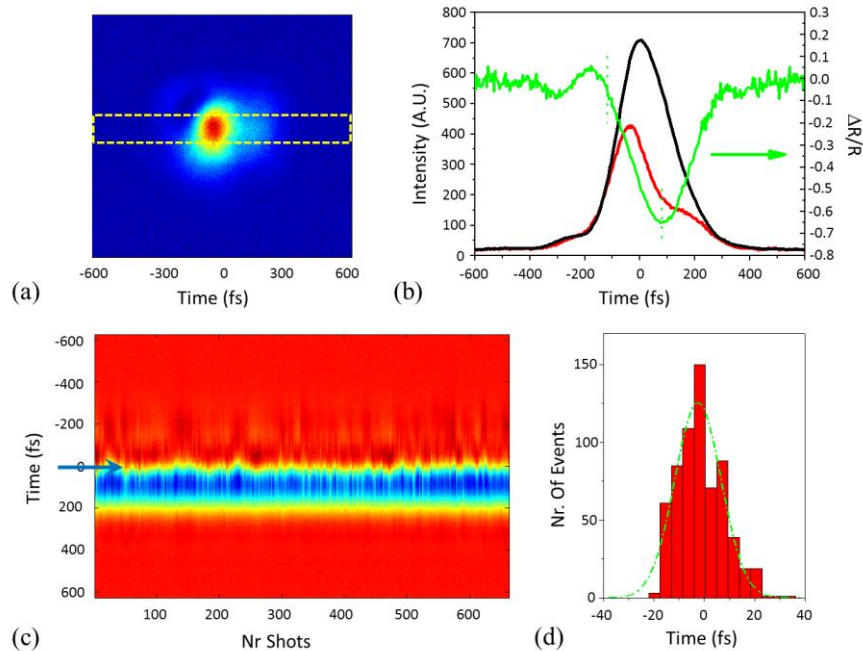 -600 -300 0 300 600
Time (fs)
(a)
800
700
600
500
400
300
200
100
0
Intensity (A.U.)
-600 -400 -200 0 200 400 600
Time (fs)
0.3
0.2
0.1
0.0
-0.1
-0.2
-0.3
-0.4
-0.5
-0.6
-0.7
-0.8
ΔR/R
(b)
-600
-400
-200
0
200
400
600
Time (fs)
100 200 300 400 500 600
Nr Shots
(c)
150
100
50
0
Nr. Of Events
-40 -20 0 20 40
Time (fs)
(d)